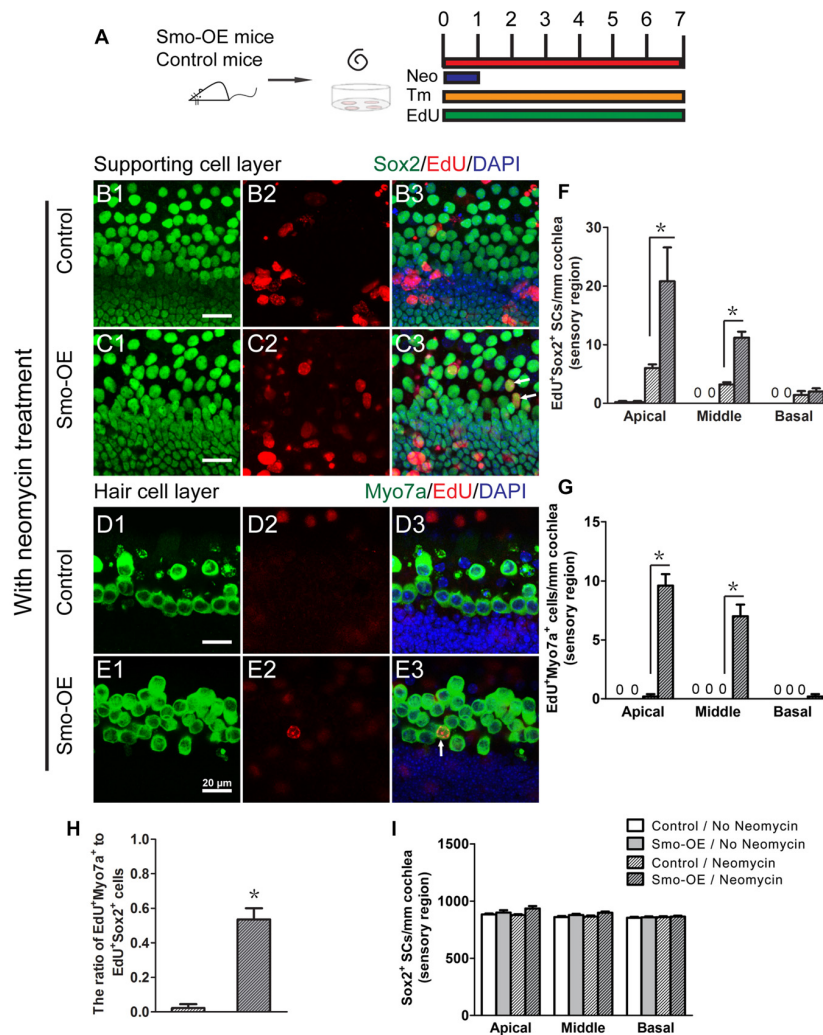 A
Smo-OE mice
Control mice
0 1 2 3 4 5 6 7
Neo
Tm
EdU
With neomycin treatment
Supporting cell layer
Sox2/EdU/DAPI
Control
B1
B2
B3
Smo-OE
C1
C2
C3
Hair cell layer
Myo7a/EdU/DAPI
Control
D1
D2
D3
Smo-OE
E1
E2
E3
20 µm
F
EdU⁺Sox2⁺ SCs/mm cochlea
(sensory region)
30
20
10
0
*
*
0 0
0 0
Apical Middle Basal
G
EdU⁺Myo7a⁺ cells/mm cochlea
(sensory region)
15
10
5
0
*
*
0 0
0 0 0
0 0 0
Apical Middle Basal
H
The ratio of EdU⁺Myo7a⁺ to
EdU⁺Sox2⁺ cells
1.0
0.8
0.6
0.4
0.2
0.0
*
I
Sox2⁺ SCs/mm cochlea
(sensory region)
1500
1000
500
0
Apical Middle Basal
Control / No Neomycin
Smo-OE / No Neomycin
Control / Neomycin
Smo-OE / Neomycin